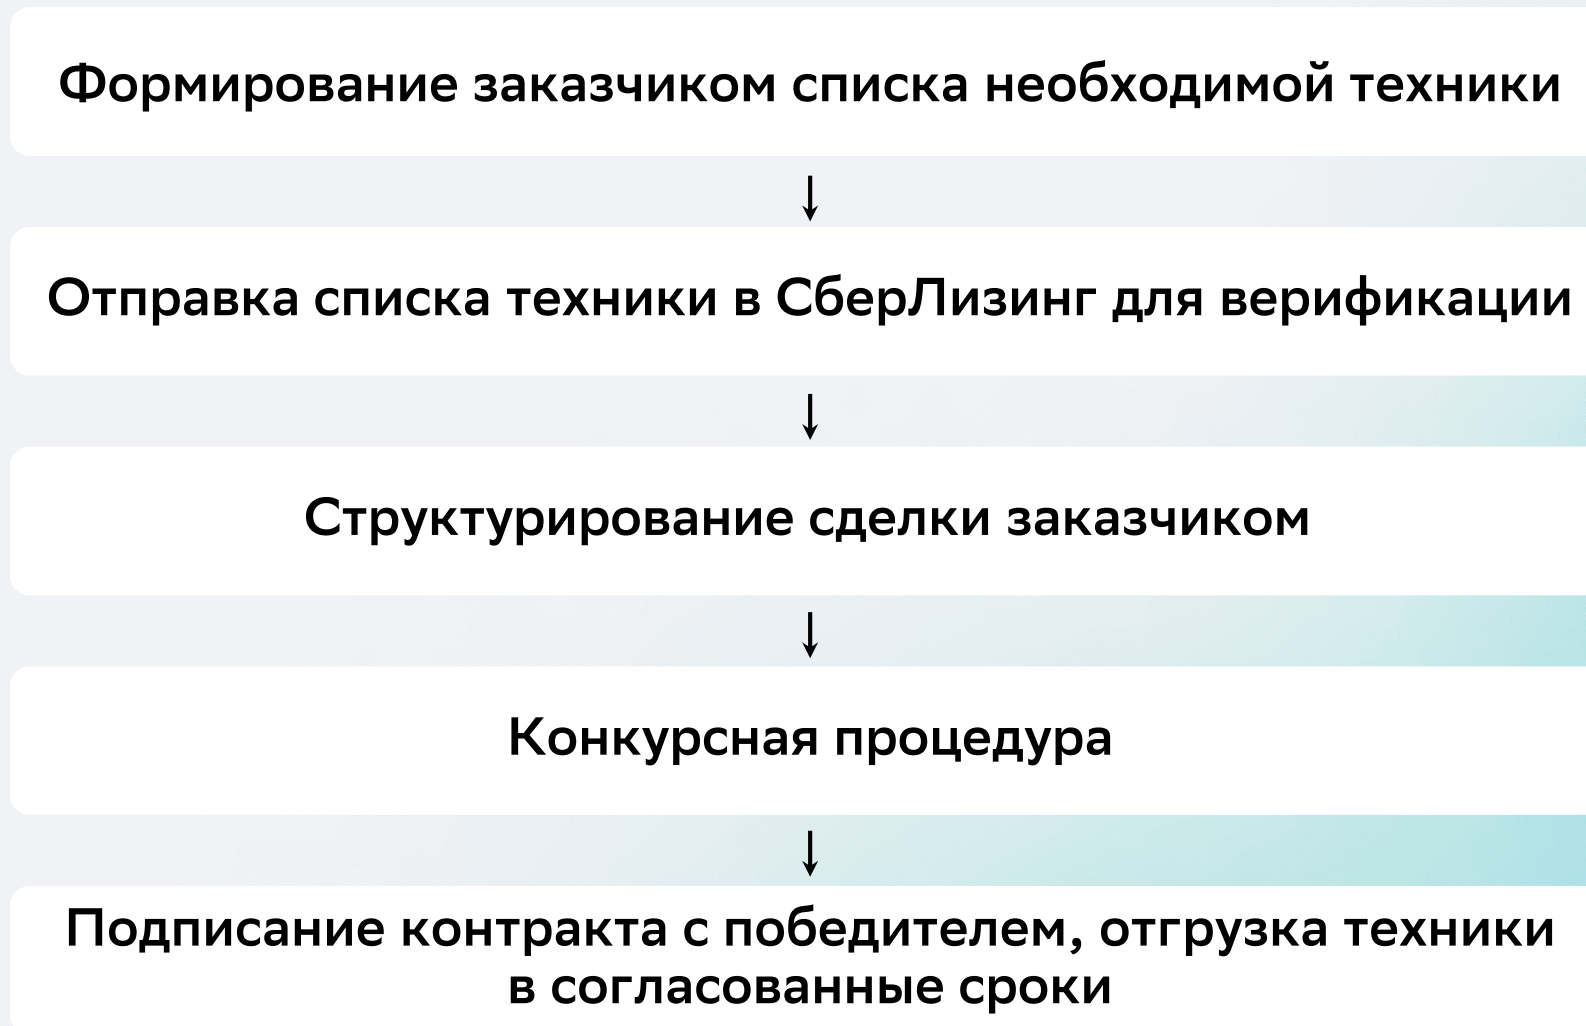 Формирование заказчиком списка необходимой техники
Отправка списка техники в СберЛизинг для верификации
Структурирование сделки заказчиком
Конкурсная процедура
Подписание контракта с победителем, отгрузка техники
в согласованные сроки